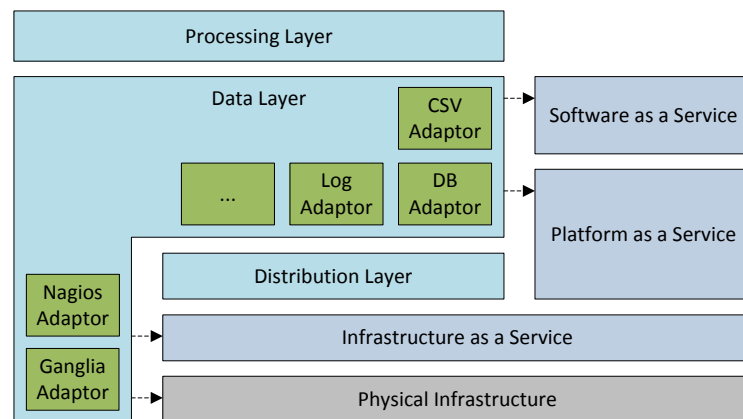 Processing Layer
Data Layer
CSV
Adaptor
Software as a Service
...
Log
Adaptor
DB
Adaptor
Platform as a Service
Distribution Layer
Nagios
Adaptor
Infrastructure as a Service
Ganglia
Adaptor
Physical Infrastructure